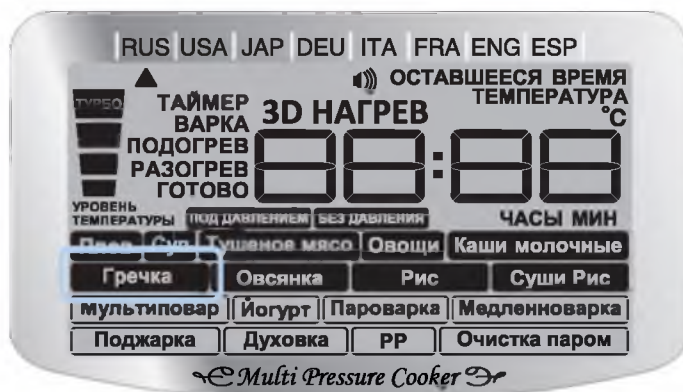 RUS USA JAP DEU ITA FRA ENG ESP
ОСТАВШЕЕСЯ ВРЕМЯ
ТУРБО ТАЙМЕР 3D НАГРЕВ ТЕМПЕРАТУРА
ВАРКА °C
ПОДОГРЕВ 88:88
РАЗОГРЕВ
ГОТОВО
УРОВЕНЬ
ТЕМПЕРАТУРЫ ПОД ДАВЛЕНИЕМ БЕЗ ДАВЛЕНИЯ ЧАСЫ МИН
Плов Суп Тушеное мясо Овощи Каши молочные
Гречка Овсянка Рис Суши Рис
Мультиповар Йогурт Пароварка Медленноварка
Поджарка Духовка PP Очистка паром
Multi Pressure Cooker